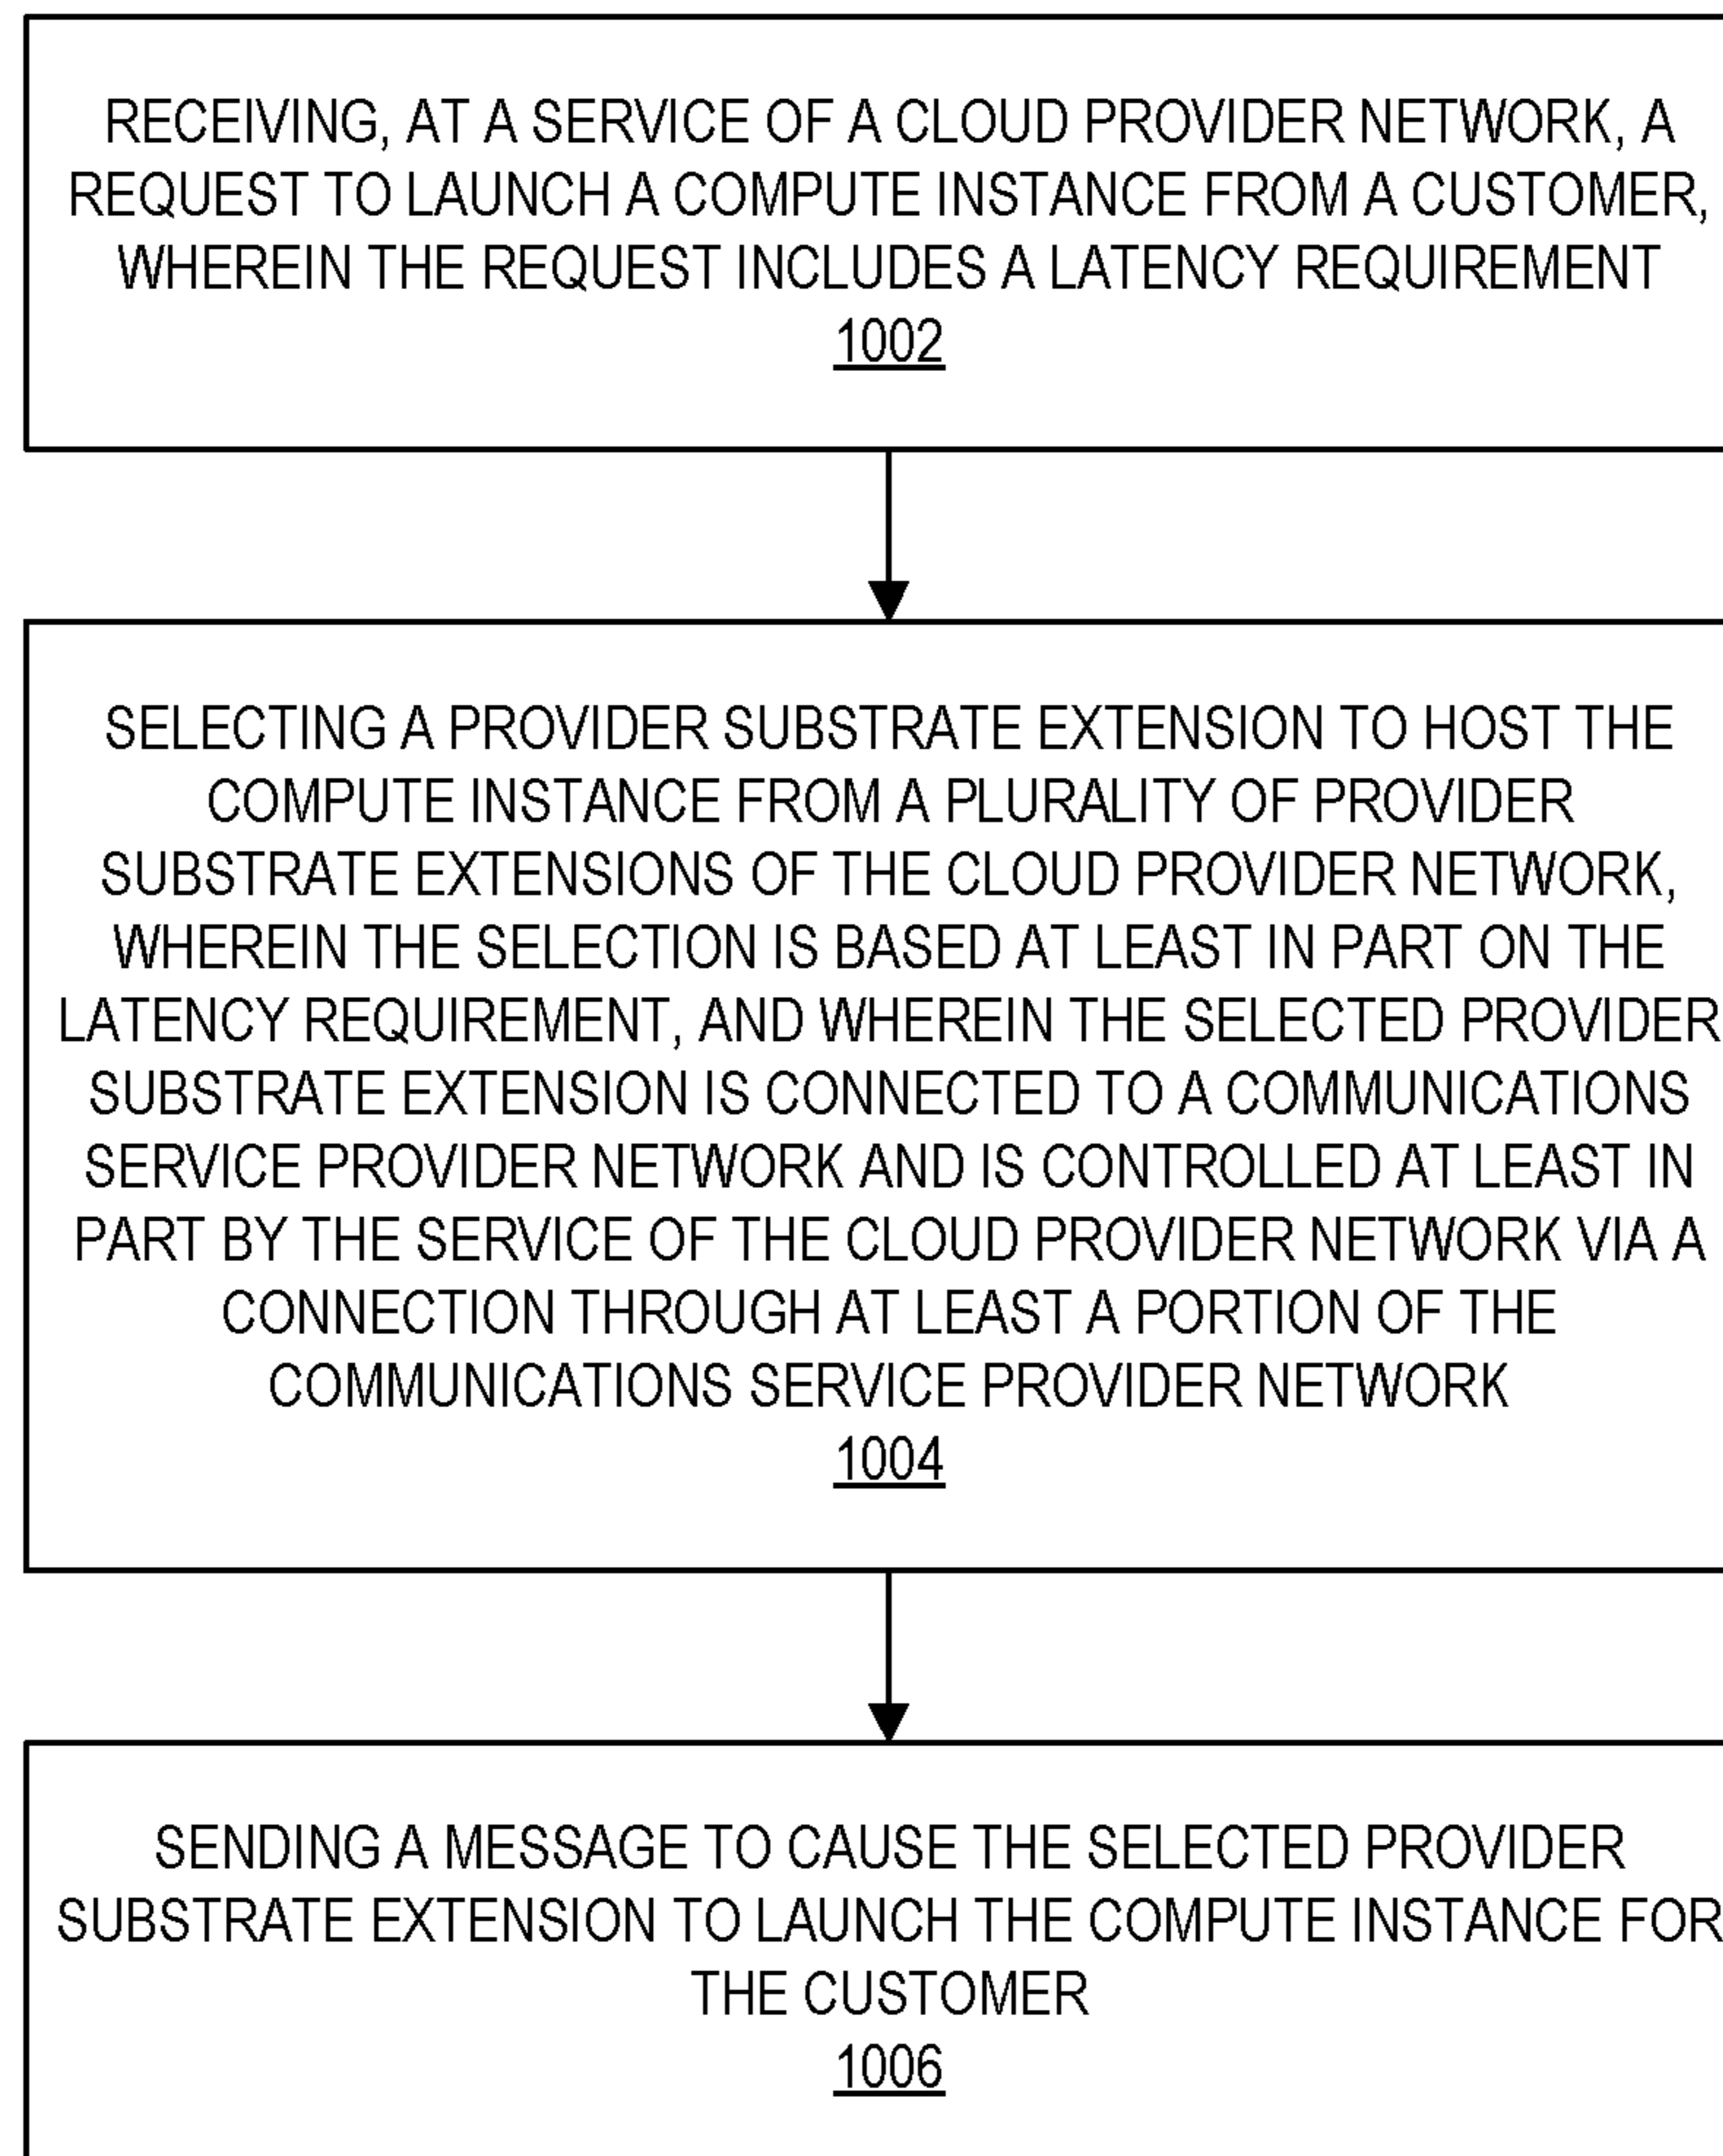 RECEIVING, AT A SERVICE OF A CLOUD PROVIDER NETWORK, A
REQUEST TO LAUNCH A COMPUTE INSTANCE FROM A CUSTOMER,
WHEREIN THE REQUEST INCLUDES A LATENCY REQUIREMENT
1002
SELECTING A PROVIDER SUBSTRATE EXTENSION TO HOST THE
COMPUTE INSTANCE FROM A PLURALITY OF PROVIDER
SUBSTRATE EXTENSIONS OF THE CLOUD PROVIDER NETWORK,
WHEREIN THE SELECTION IS BASED AT LEAST IN PART ON THE
LATENCY REQUIREMENT, AND WHEREIN THE SELECTED PROVIDER
SUBSTRATE EXTENSION IS CONNECTED TO A COMMUNICATIONS
SERVICE PROVIDER NETWORK AND IS CONTROLLED AT LEAST IN
PART BY THE SERVICE OF THE CLOUD PROVIDER NETWORK VIA A
CONNECTION THROUGH AT LEAST A PORTION OF THE
COMMUNICATIONS SERVICE PROVIDER NETWORK
1004
SENDING A MESSAGE TO CAUSE THE SELECTED PROVIDER
SUBSTRATE EXTENSION TO LAUNCH THE COMPUTE INSTANCE FOR
THE CUSTOMER
1006